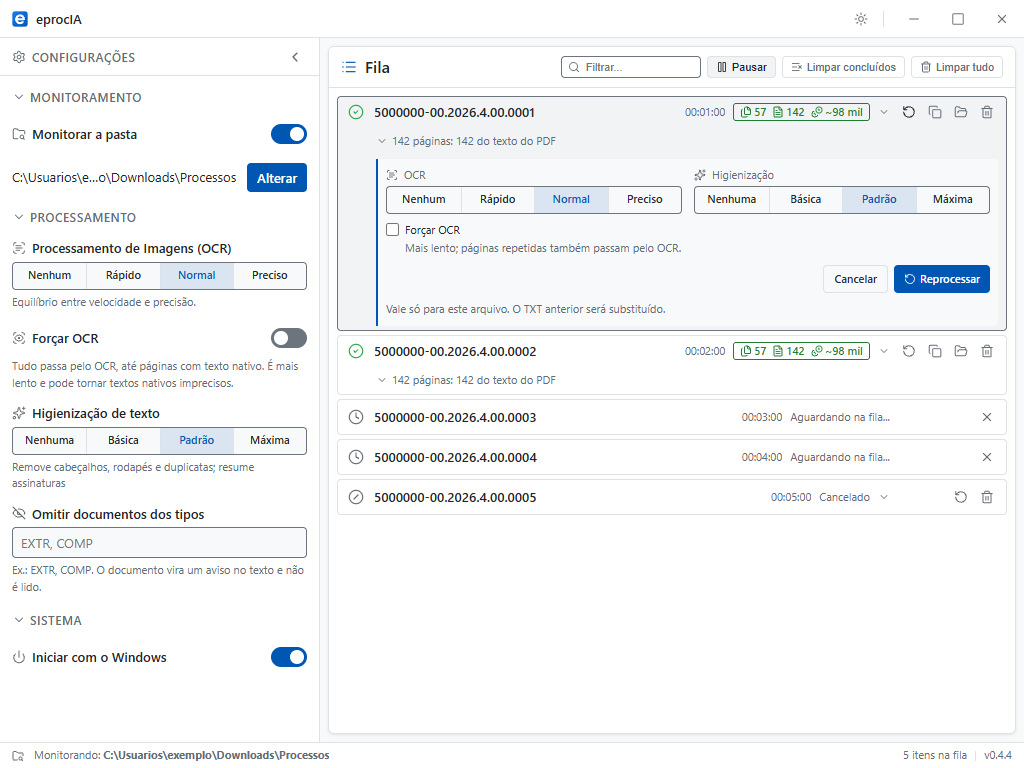 eprocIA
CONFIGURAÇÕES
MONITORAMENTO
Monitorar a pasta
C:\Usuarios\e...o\Downloads\Processos
Alterar
PROCESSAMENTO
Processamento de Imagens (OCR)
Nenhum Rápido Normal Preciso
Equilíbrio entre velocidade e precisão.
Forçar OCR
Tudo passa pelo OCR, até páginas com texto nativo. É mais
lento e pode tornar textos nativos imprecisos.
Higienização de texto
Nenhuma Básica Padrão Máxima
Remove cabeçalhos, rodapés e duplicatas; resume
assinaturas
Omitir documentos dos tipos
EXTR, COMP
Ex.: EXTR, COMP. O documento vira um aviso no texto e não
é lido.
SISTEMA
Iniciar com o Windows
Fila
Filtrar...
Pausar
Limpar concluídos
Limpar tudo
5000000-00.2026.4.00.0001 00:01:00 57 142 ~98 mil
142 páginas: 142 do texto do PDF
OCR
Nenhum Rápido Normal Preciso
Higienização
Nenhuma Básica Padrão Máxima
Forçar OCR
Mais lento; páginas repetidas também passam pelo OCR.
Cancelar Reprocessar
Vale só para este arquivo. O TXT anterior será substituído.
5000000-00.2026.4.00.0002 00:02:00 57 142 ~98 mil
142 páginas: 142 do texto do PDF
5000000-00.2026.4.00.0003 00:03:00 Aguardando na fila...
5000000-00.2026.4.00.0004 00:04:00 Aguardando na fila...
5000000-00.2026.4.00.0005 00:05:00 Cancelado
Monitorando: C:\Usuarios\exemplo\Downloads\Processos
5 itens na fila v0.4.4